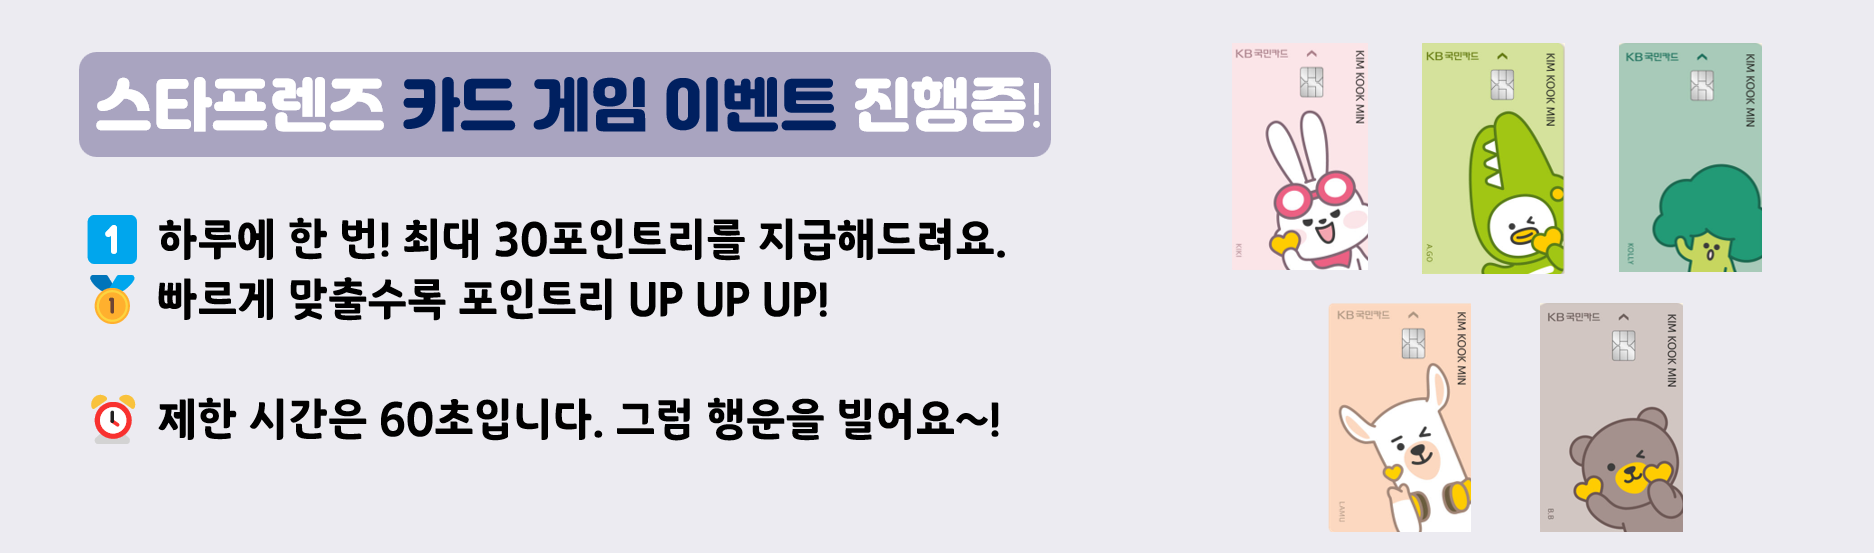 스타프렌즈 카드 게임 이벤트 진행중!
1 하루에 한 번! 최대 30포인트리를 지급해드려요.
1 빠르게 맞출수록 포인트리 UP UP UP!
제한 시간은 60초입니다. 그럼 행운을 빌어요~!
KB국민카드
KIM KOOK MIN
KIKI
KB국민카드
KIM KOOK MIN
A.GO
KB국민카드
KIM KOOK MIN
KOLLY
KB국민카드
KIM KOOK MIN
LAMU
KB국민카드
KIM KOOK MIN
B.B